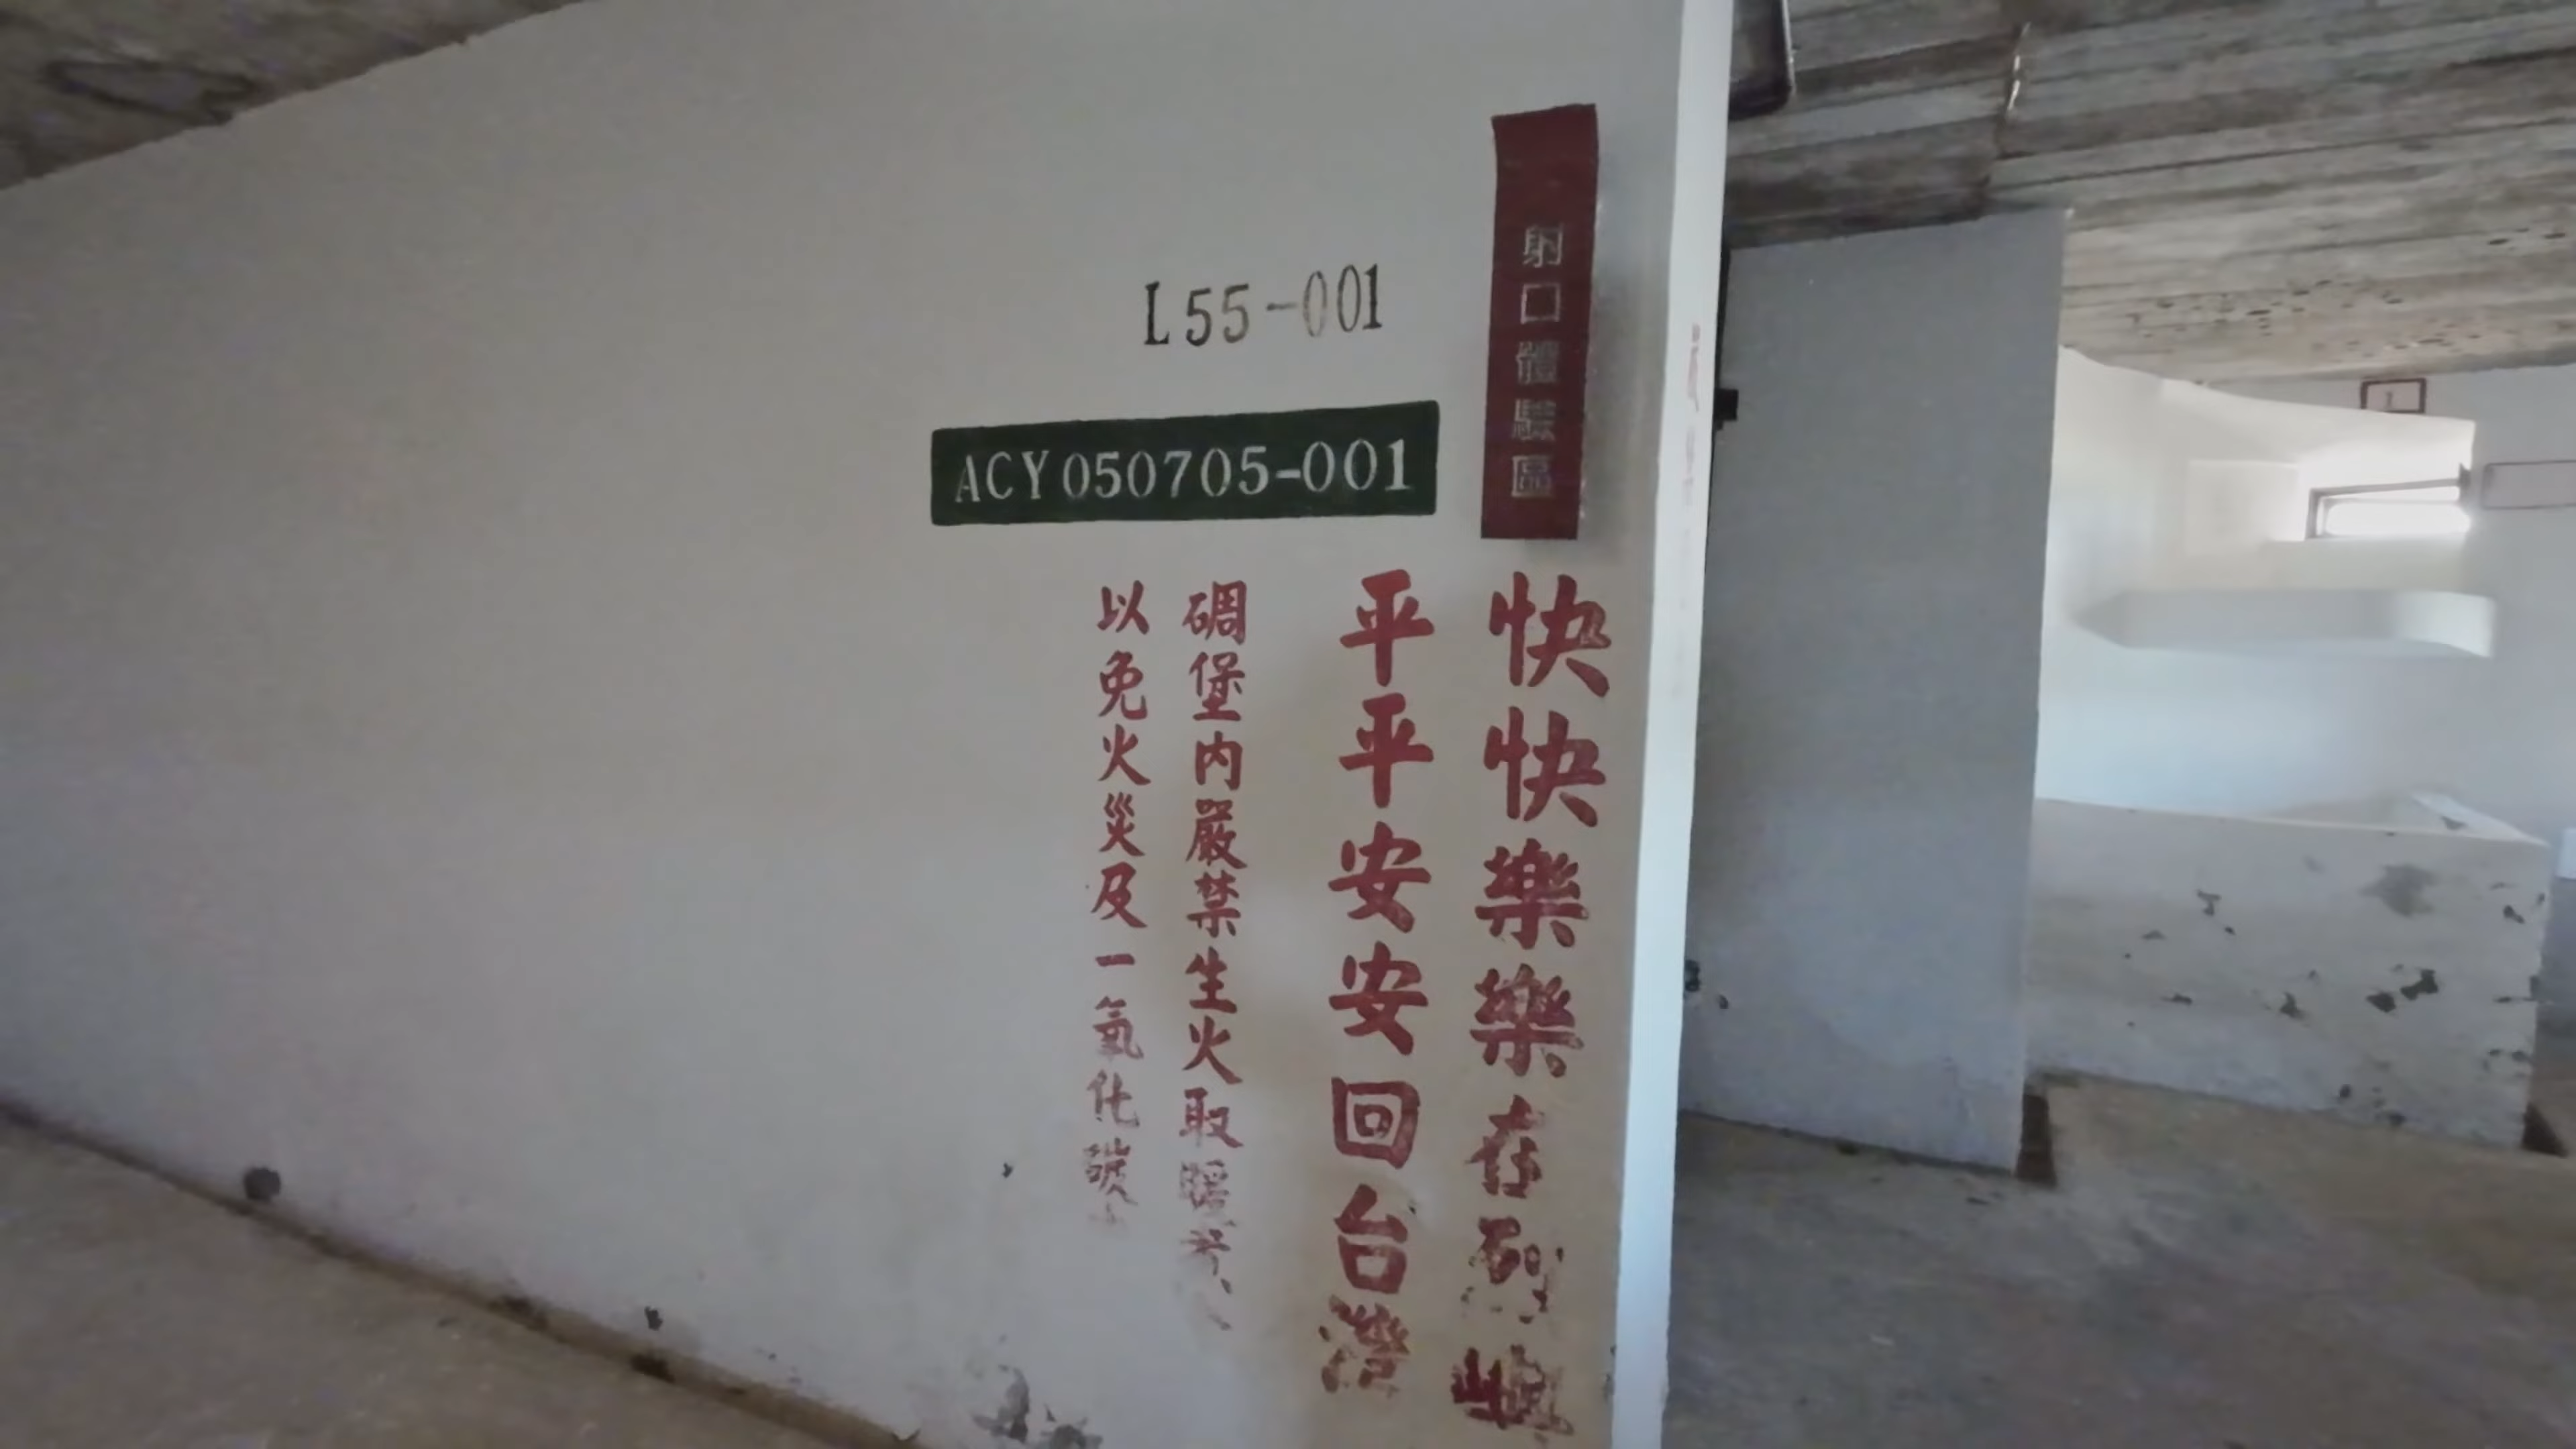 射口體驗區
L55-001
ACY050705-001
快快樂樂在列嶼
平平安安回台灣
碉堡內嚴禁生火取暖
以免火災及一氧化碳